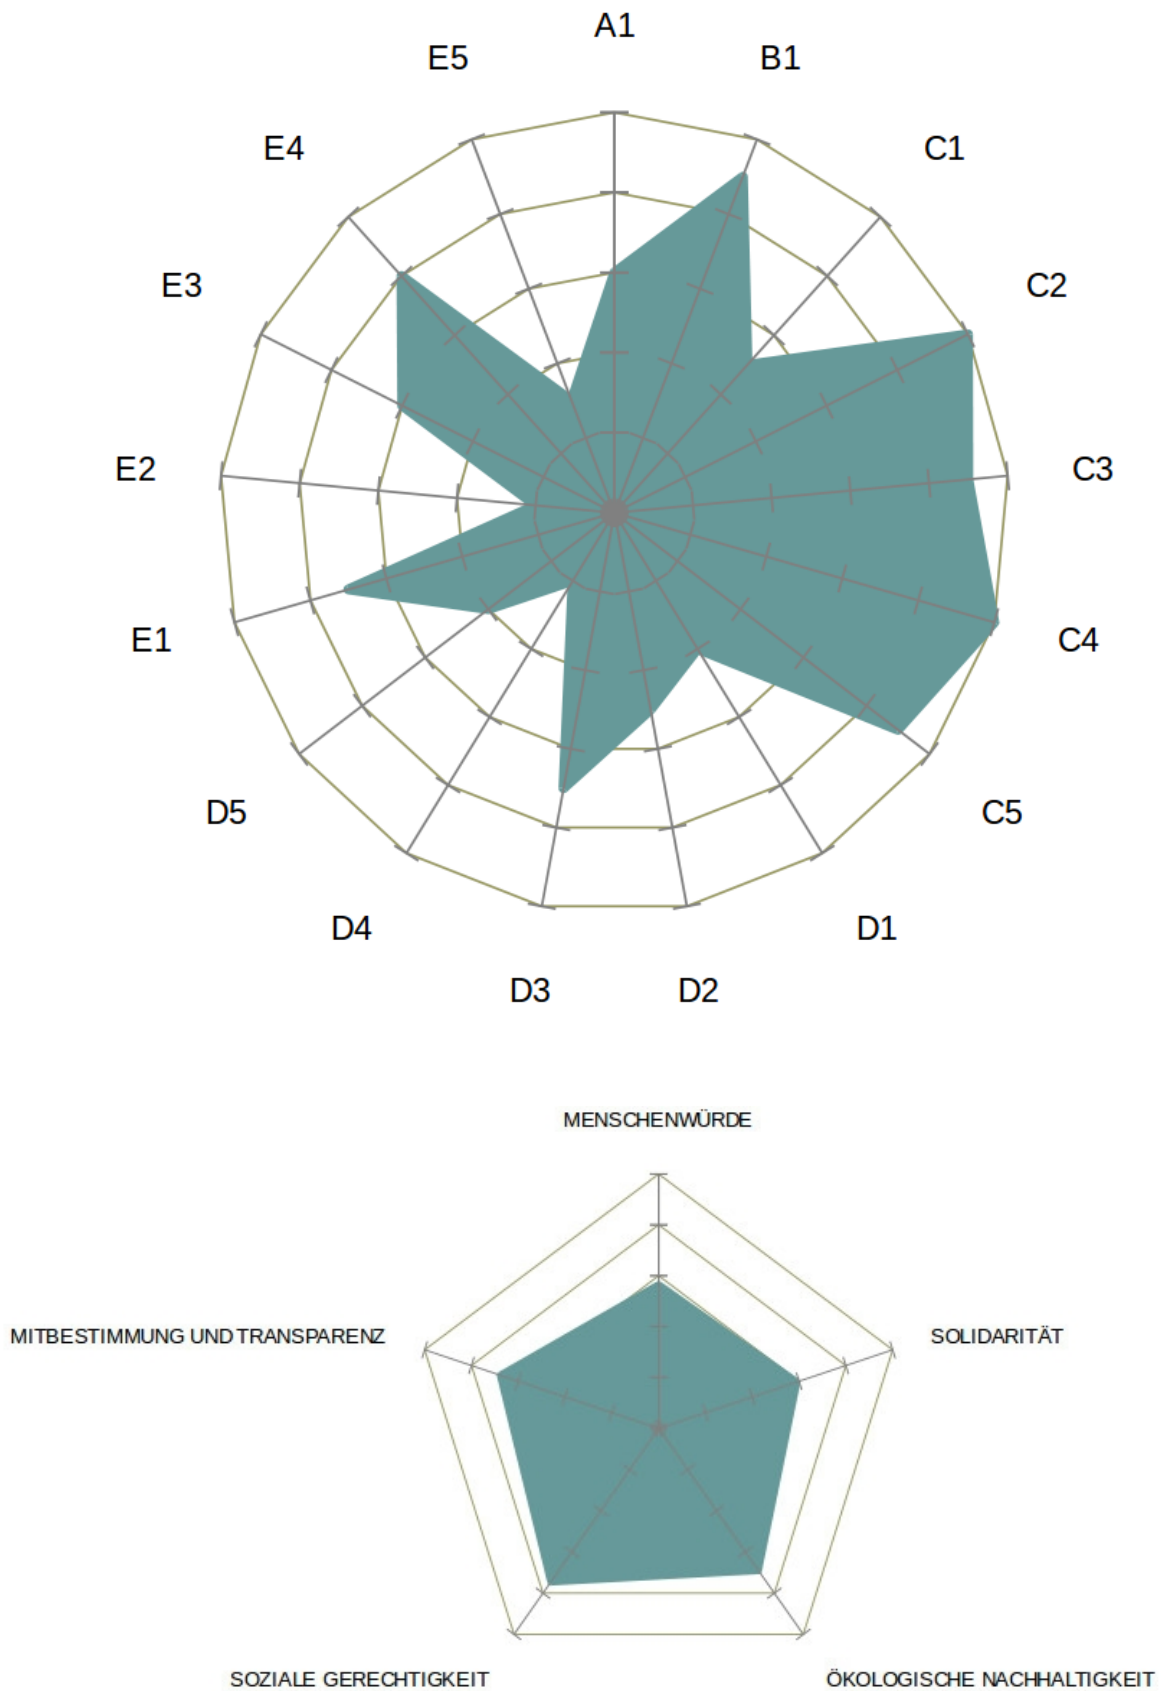 A1
E5
B1
E4
C1
E3
C2
E2
C3
E1
C4
D5
C5
D4
D1
D3
D2
MENSCHENWÜRDE
MITBESTIMMUNG UND TRANSPARENZ
SOLIDARITÄT
SOZIALE GERECHTIGKEIT
ÖKOLOGISCHE NACHHALTIGKEIT